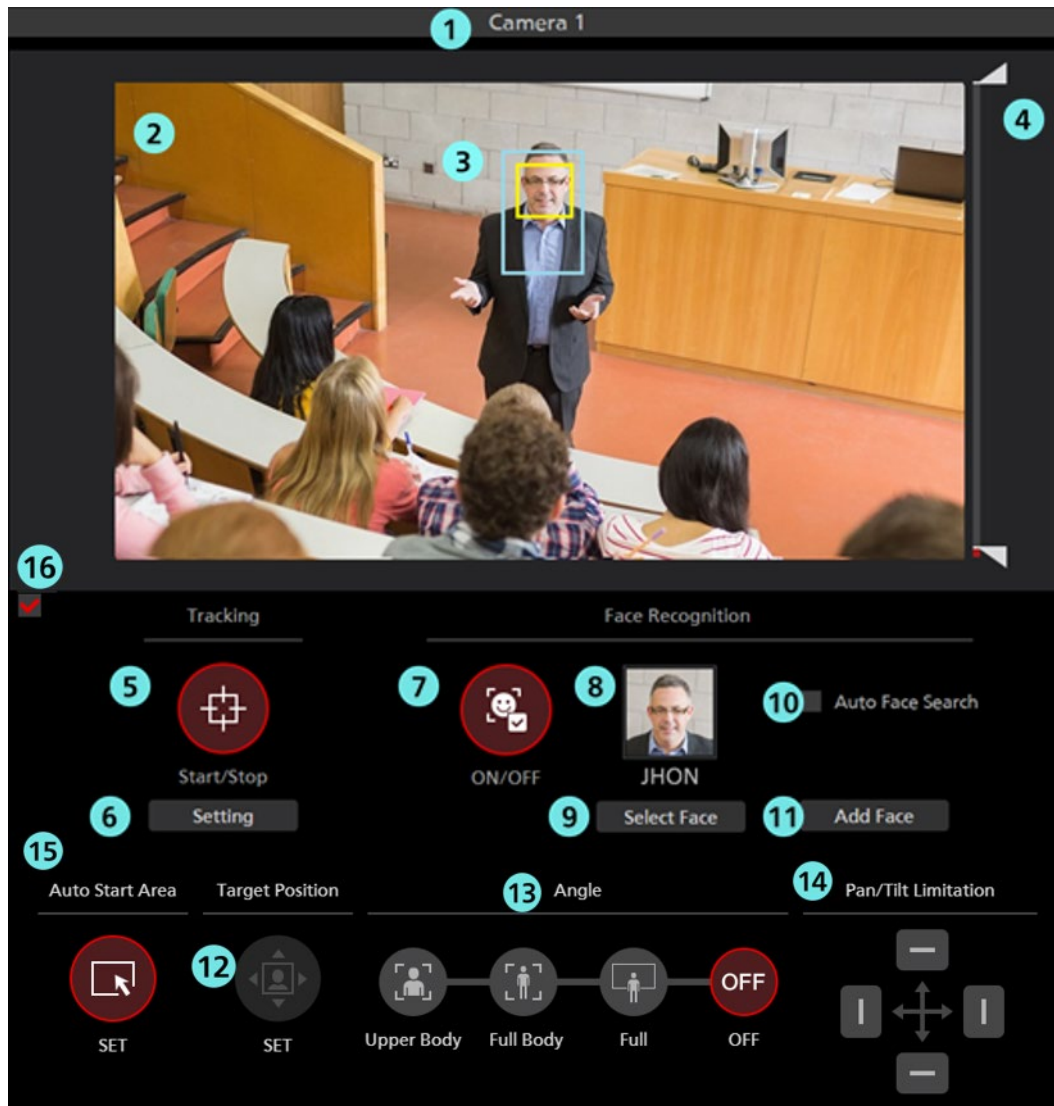 1 Camera 1
2
3
4
16
Tracking Face Recognition
5
7
8
10 Auto Face Search
Start/Stop ON/OFF JHON
6 Setting 9 Select Face 11 Add Face
15
Auto Start Area Target Position 13 Angle 14 Pan/Tilt Limitation
12
OFF
SET SET Upper Body Full Body Full OFF